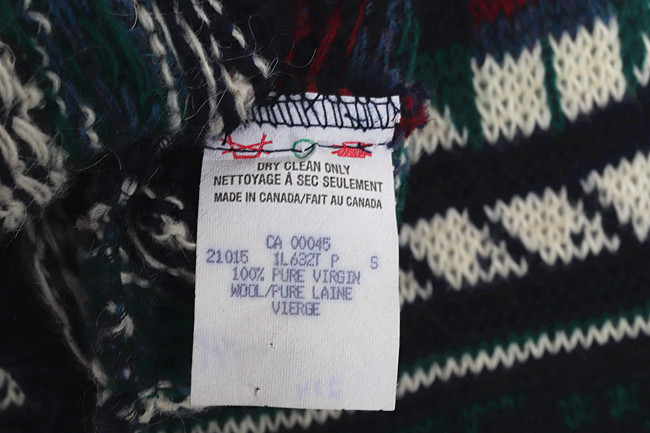 DRY CLEAN ONLY
NETTOYAGE À SEC SEULEMENT
MADE IN CANADA/FAIT AU CANADA
CA 00045
21015 1L632T P S
100% PURE VIRGIN
WOOL/PURE LAINE
VIERGE